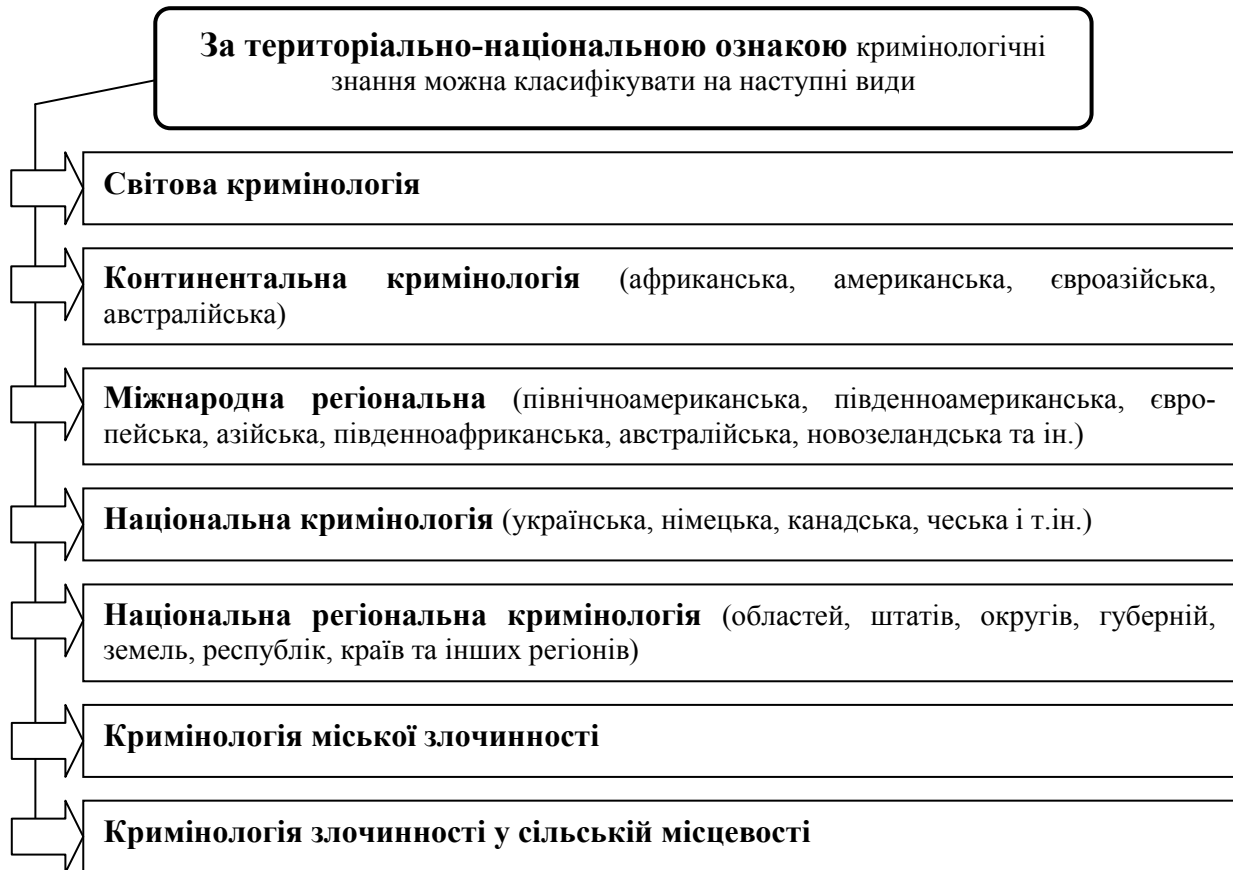 За територіально-національною ознакою кримінологічні
знання можна класифікувати на наступні види
Світова кримінологія
Континентальна кримінологія (африканська, американська, євроазійська,
австралійська)
Міжнародна регіональна (північноамериканська, південноамериканська, євро-
пейська, азійська, південноафриканська, австралійська, новозеландська та ін.)
Національна кримінологія (українська, німецька, канадська, чеська і т.ін.)
Національна регіональна кримінологія (областей, штатів, округів, губерній,
земель, республік, країв та інших регіонів)
Кримінологія міської злочинності
Кримінологія злочинності у сільській місцевості